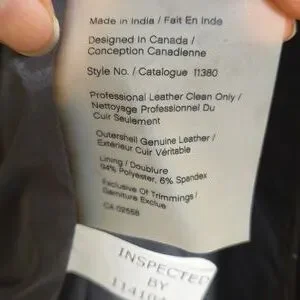 Made in India / Fait En Inde
Designed In Canada /
Conception Canadienne
Style No. / Catalogue 11380
Professional Leather Clean Only /
Nettoyage Professionnel Du
Cuir Seulement
Outershell Genuine Leather /
Extérieur Cuir Véritable
Lining / Doublure
94% Polyester, 6% Spandex
Exclusive Of Trimmings /
Garniture Exclue
CA 02558
INSPECTED
BY